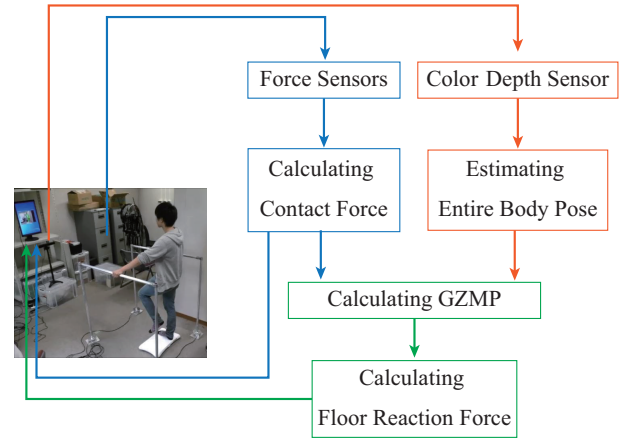 Force Sensors
Color Depth Sensor
Calculating
Contact Force
Estimating
Entire Body Pose
Calculating GZMP
Calculating
Floor Reaction Force